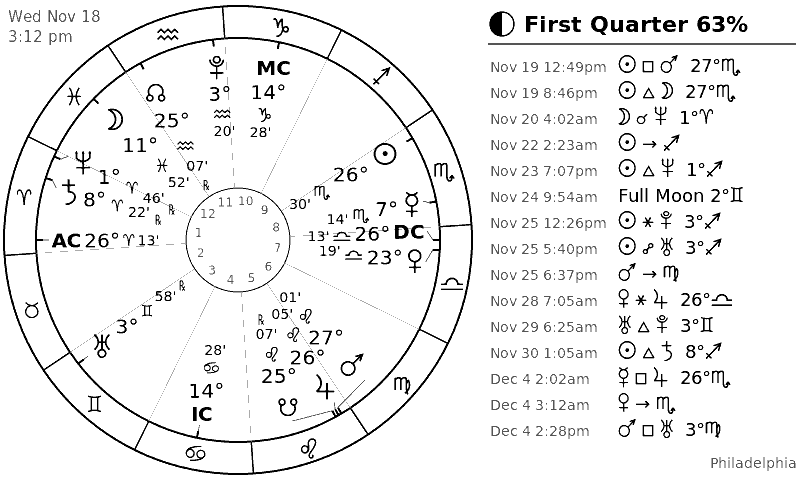 Wed Nov 18
3:12 pm
♒ ♑
♓ ♐
♇ 3° ♒ 20'
MC 14° ♑ 28'
☊ 25° ♒ 07' ℞
☽ 11° ♓ 52'
☉ 26° ♏ 30'
♆ 1° ♈ 46' ℞
♄ 8° ♈ 22' ℞
☿ 7° ♏ 14'
♈ ♏
AC 26° ♈ 13'
DC 26° ♎ 13'
♀ 23° ♎ 19'
12 11 10 9
1 8
2 7
3 4 5 6
♉ ♎
♅ 3° ♊ 58' ℞
♂ 27° ♌ 01'
♃ 26° ♌ 05'
☋ 25° ♌ 07' ℞
IC 14° ♋ 28'
♊ ♍
♋ ♌
First Quarter 63%
Nov 19 12:49pm ☉ □ ♂ 27°♏
Nov 19 8:46pm ☉ △ ☽ 27°♏
Nov 20 4:02am ☽ ☌ ♆ 1°♈
Nov 22 2:23am ☉ → ♐
Nov 23 7:07pm ☉ △ ♆ 1°♐
Nov 24 9:54am Full Moon 2°♊
Nov 25 12:26pm ☉ ⚹ ♇ 3°♐
Nov 25 5:40pm ☉ ☍ ♅ 3°♐
Nov 25 6:37pm ♂ → ♍
Nov 28 7:05am ♀ ⚹ ♃ 26°♎
Nov 29 6:25am ♅ △ ♇ 3°♊
Nov 30 1:05am ☉ △ ♄ 8°♐
Dec 4 2:02am ☿ □ ♃ 26°♏
Dec 4 3:12am ♀ → ♏
Dec 4 2:28pm ♂ □ ♅ 3°♍
Philadelphia